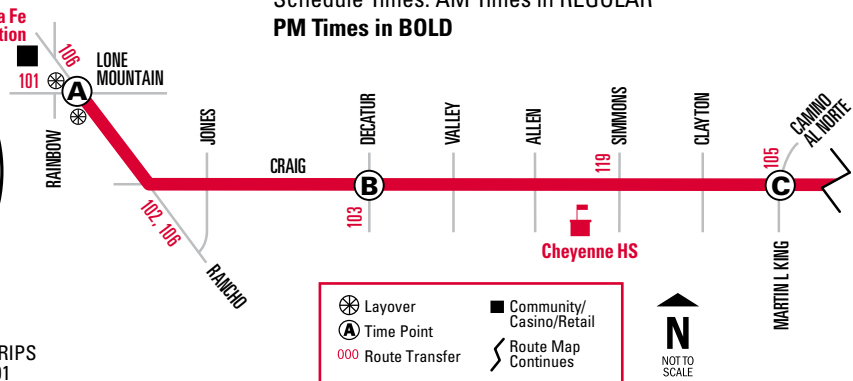 Schedule Times: AM Times in REGULAR
PM Times in BOLD
a Fe
tion
106
101
LONE
MOUNTAIN
A
RAINBOW
JONES
CRAIG
102, 106
RANCHO
DECATUR
B
103
VALLEY
ALLEN
SIMMONS
119
Cheyenne HS
CLAYTON
CAMINO
AL NORTE
105
C
MARTIN L KING
Layover
A Time Point
000 Route Transfer
Community/
Casino/Retail
Route Map
Continues
N
NOT TO
SCALE
RIPS
01